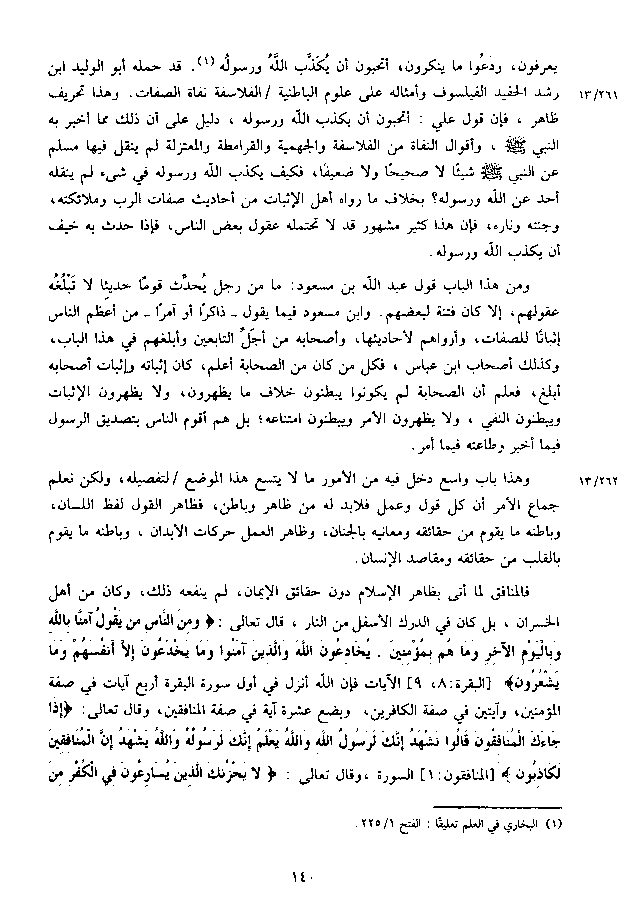 يعرفون، ودَعُوا ما ينكرون، أتحبون أن يُكَذَّب اللَّهُ ورسولُه (١). قد حمله أبو الوليد ابن
١٣/٢٦١ رشد الحفيد الفيلسوف وأمثاله على علوم الباطنية /الفلاسفة نفاة الصفات. وهذا تحريف
ظاهر ، فإن قول علي : أتحبون أن يكذب الله ورسوله ، دليل على أن ذلك مما أخبر به
النبي ﷺ ، وأقوال النفاة من الفلاسفة والجهمية والقرامطة والمعتزلة لم ينقل فيها مسلم
عن النبي ﷺ شيئًا لا صحيحًا ولا ضعيفًا، فكيف يكذب الله ورسوله في شىء لم ينقله
أحد عن الله ورسوله؟ بخلاف ما رواه أهل الإثبات من أحاديث صفات الرب وملائكته،
وجنته وناره، فإن هذا كثير مشهور قد لا تحتمله عقول بعض الناس، فإذا حدث به خيف
أن يكذب الله ورسوله.
ومن هذا الباب قول عبد الله بن مسعود: ما من رجل يُحدِّث قومًا حديثًا لا تَبْلُغُه
عقولهم، إلا كان فتنة لبعضهم. وابن مسعود فيما يقول ـ ذاكرًا أو آمرًا ـ من أعظم الناس
إثباتًا للصفات، وأرواهم لأحاديثها، وأصحابه من أجَلِّ التابعين وأبلغهم في هذا الباب،
وكذلك أصحاب ابن عباس ، فكل من كان من الصحابة أعلم، كان إثباته وإثبات أصحابه
أبلغ، فعلم أن الصحابة لم يكونوا يبطنون خلاف ما يظهرون، ولا يظهرون الإثبات
ويبطنون النفي ، ولا يظهرون الأمر ويبطنون امتناعه؛ بل هم أقوم الناس بتصديق الرسول
فيما أخبر وطاعته فيما أمر.
١٣/٢٦٢ وهذا باب واسع دخل فيه من الأمور ما لا يتسع هذا الموضع /لتفصيله، ولكن نعلم
جماع الأمر أن كل قول وعمل فلابد له من ظاهر وباطن، فظاهر القول لفظ اللسان،
وباطنه ما يقوم من حقائقه ومعانيه بالجنان، وظاهر العمل حركات الأبدان ، وباطنه ما يقوم
بالقلب من حقائقه ومقاصد الإنسان.
فالمنافق لما أتى بظاهر الإسلام دون حقائق الإيمان، لم ينفعه ذلك، وكان من أهل
الخسران ، بل كان في الدرك الأسفل من النار ، قال تعالى :﴿ وَمِنَ النَّاسِ مَن يَقُولُ آمَنَّا بِاللَّهِ
وَبِالْيَوْمِ الآخِرِ وَمَا هُم بِمُؤْمِنِينَ . يُخَادِعُونَ اللَّهَ وَالَّذِينَ آمَنُوا وَمَا يَخْدَعُونَ إِلاَّ أَنفُسَهُمْ وَمَا
يَشْعُرُونَ﴾ [البقرة:٨، ٩] الآيات فإن الله أنزل في أول سورة البقرة أربع آيات في صفة
المؤمنين، وآيتين في صفة الكافرين، وبضع عشرة آية في صفة المنافقين، وقال تعالى: ﴿إِذَا
جَاءَكَ الْمُنَافِقُونَ قَالُوا نَشْهَدُ إِنَّكَ لَرَسُولُ اللَّهِ وَاللَّهُ يَعْلَمُ إِنَّكَ لَرَسُولُهُ وَاللَّهُ يَشْهَدُ إِنَّ الْمُنَافِقِينَ
لَكَاذِبُونَ ﴾ [المنافقون:١] السورة ،وقال تعالى : ﴿ لا يَحْزُنكَ الَّذِينَ يُسَارِعُونَ فِي الْكُفْرِ مِنَ
(١) البخاري في العلم تعليقًا : الفتح ١/ ٢٢٥.
١٤٠